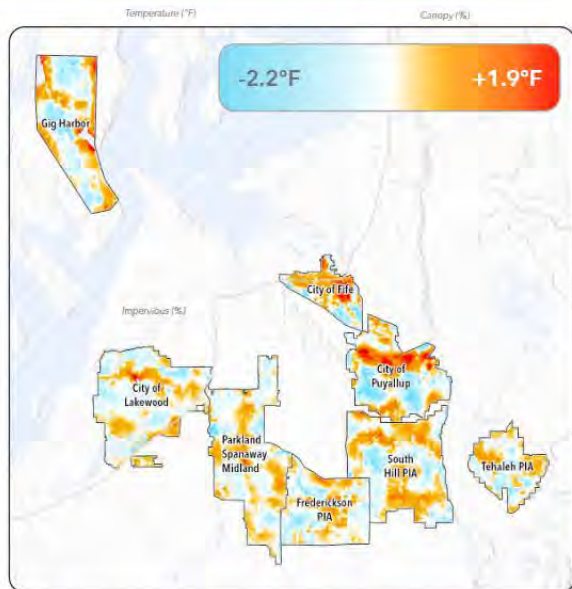 Temperature (°F)
Canopy (%)
-2.2°F
+1.9°F
Gig Harbor
City of Fife
Impervious (%)
City of
Puyallup
City of
Lakewood
Parkland
Spanaway
Midland
South
Hill PIA
Tehaleh PIA
Frederickson
PIA